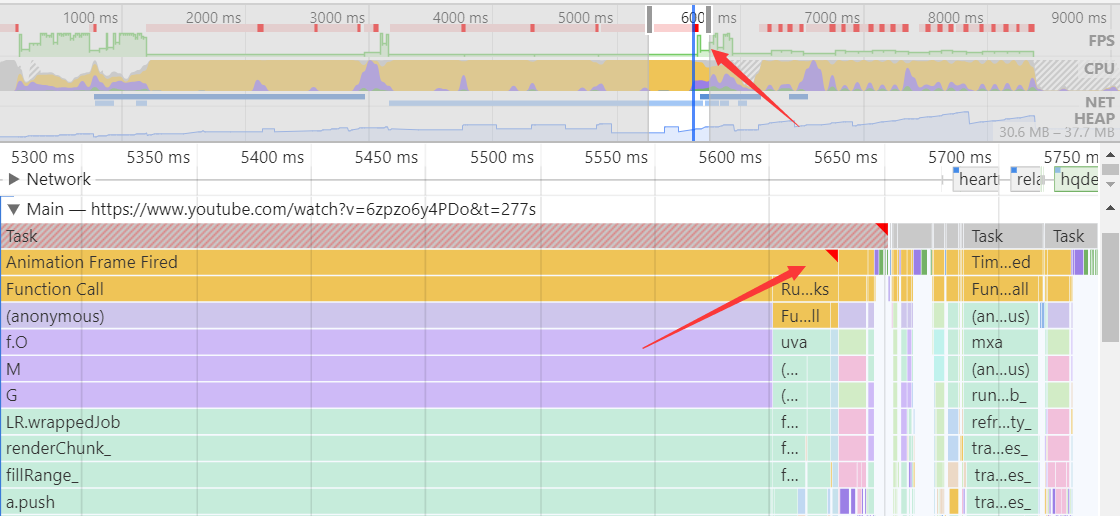 1000 ms 2000 ms 3000 ms 4000 ms 5000 ms 600 ms 7000 ms 8000 ms 9000 ms
FPS
CPU
NET
HEAP
30.6 MB – 37.7 MB
5300 ms 5350 ms 5400 ms 5450 ms 5500 ms 5550 ms 5600 ms 5650 ms 5700 ms 5750 ms
▶ Network heart rela hqde
▼ Main — https://www.youtube.com/watch?v=6zpzo6y4PDo&t=277s
Task Task Task
Animation Frame Fired Tim...ed
Function Call Ru...ks Fun...all
(anonymous) Fu...ll (an...us)
f.O uva mxa
M (... (an...us)
G (... run...b_
LR.wrappedJob f... refr...ty_
renderChunk_ f... tra...es_
fillRange_ f... tra...es_
a.push tra...es_